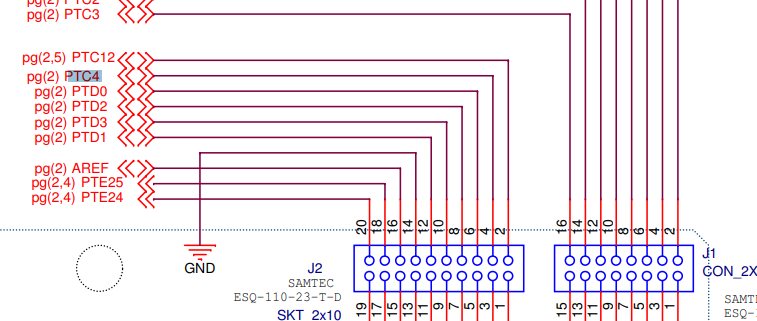 PTC3
pg(2,5) PTC12
pg(2) PTC4
pg(2) PTD0
pg(2) PTD2
pg(2) PTD3
pg(2) PTD1
pg(2) AREF
pg(2,4) PTE25
pg(2,4) PTE24
20 18 16 14 12 10 8 6 4 2
16 14 12 10 8 6 4 2
GND
J2
J1
SAMTEC
CON_2X
ESQ-110-23-T-D
SAMT
ESQ-
SKT 2x10
19 17 15 13 11 9 7 5 3 1
15 13 11 9 7 5 3 1